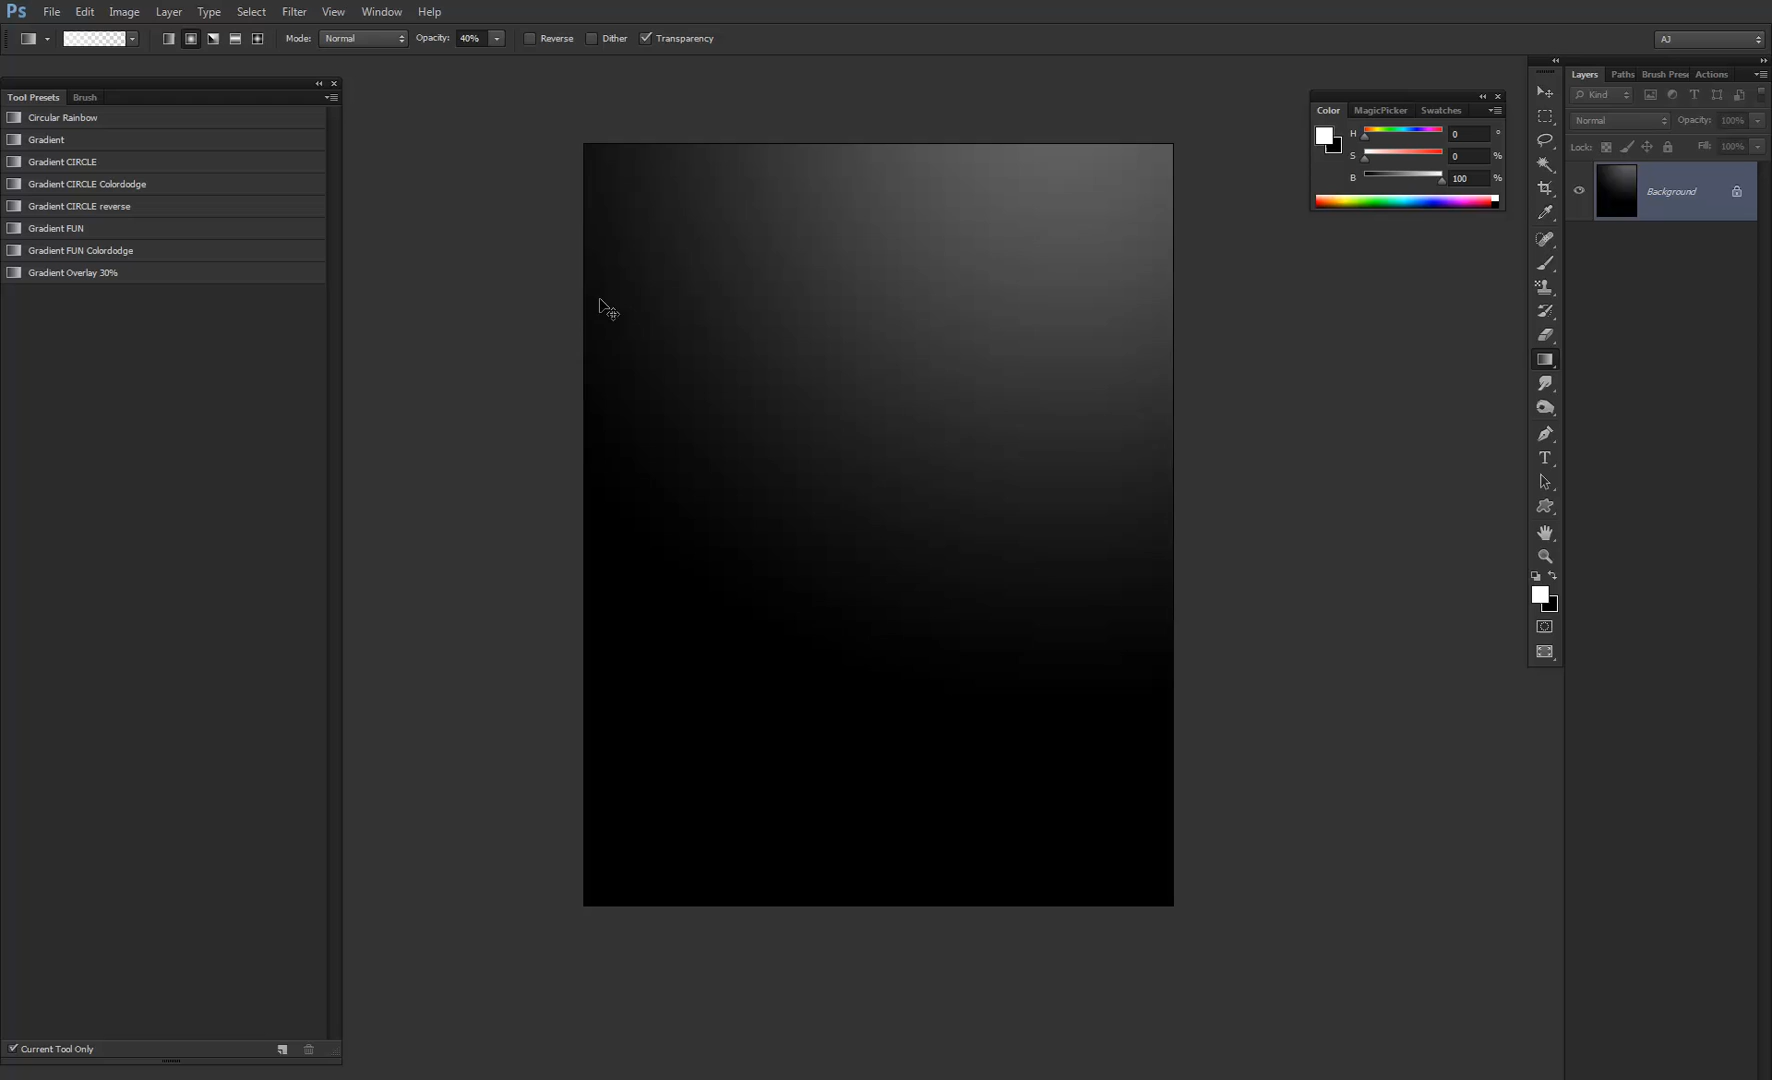 Ps File Edit Image Layer Type Select Filter View Window Help
Mode: Normal Opacity: 40% Reverse Dither Transparency AJ
Tool Presets Brush
Circular Rainbow
Gradient
Gradient CIRCLE
Gradient CIRCLE Colordodge
Gradient CIRCLE reverse
Gradient FUN
Gradient FUN Colordodge
Gradient Overlay 30%
Current Tool Only
Color MagicPicker Swatches
H 0 °
S 0 %
B 100 %
T
Layers Paths Brush Pres Actions
Kind T
Normal Opacity: 100%
Lock: Fill: 100%
Background